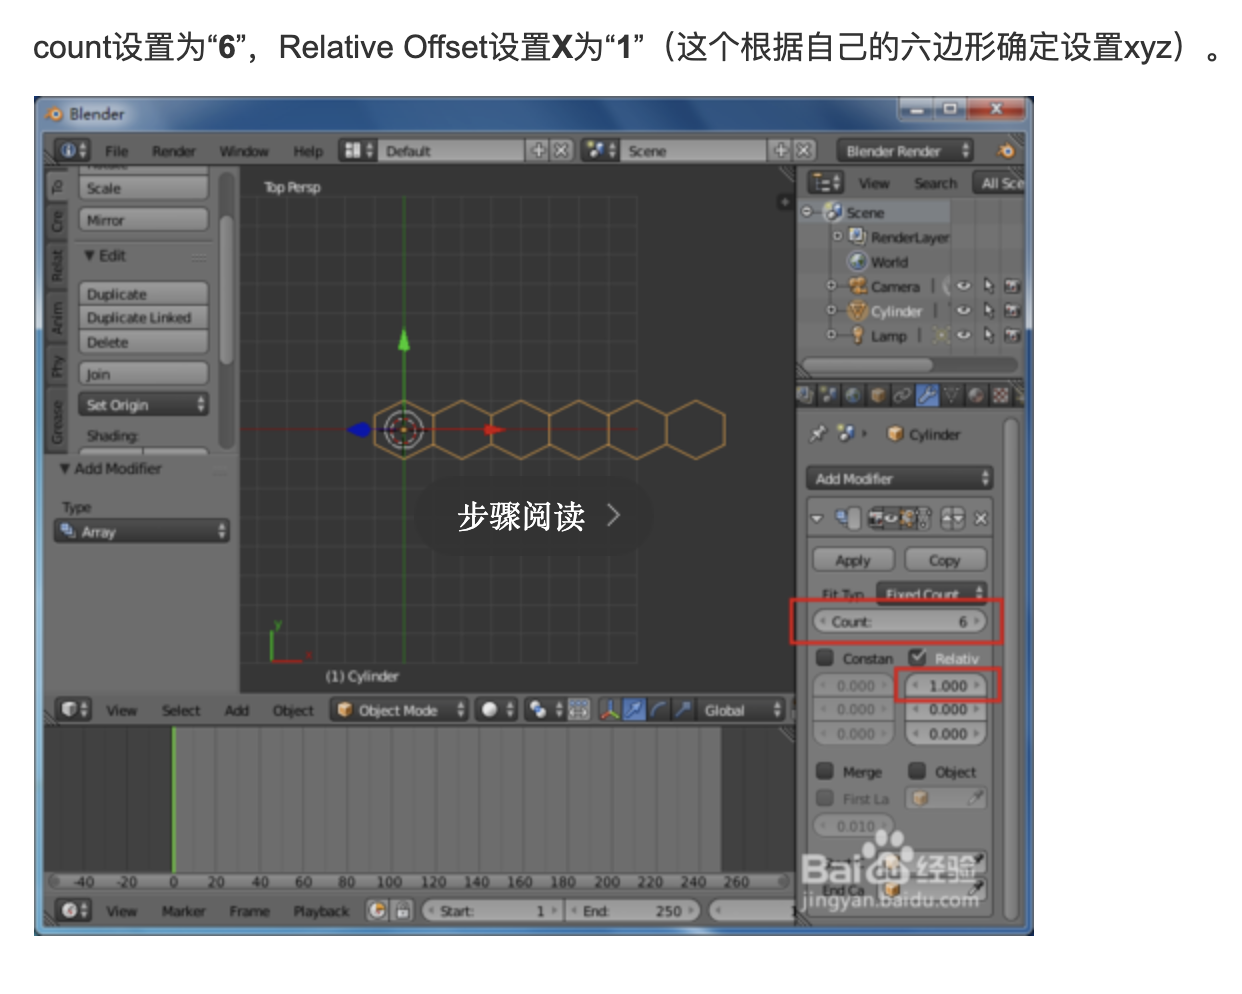 count设置为“6”，Relative Offset设置X为“1”（这个根据自己的六边形确定设置xyz）。
Blender
File Render Window Help Default Scene Blender Render
Scale
Mirror
Edit
Duplicate
Duplicate Linked
Delete
Join
Set Origin
Shading:
Add Modifier
Type
Array
To
Cre
Relat
Anim
Phy
Grease
Top Persp
步骤阅读
y
(1) Cylinder
View Select Add Object Object Mode Global
View Search All Sce
Scene
RenderLayer
World
Camera
Cylinder
Lamp
Cylinder
Add Modifier
Apply Copy
Fit Typ Fixed Count
Count: 6
Constan Relativ
0.000 1.000
0.000 0.000
0.000 0.000
Merge Object
First La
0.010
End Ca
Baidu 经验
jingyan.baidu.com
-40 -20 0 20 40 60 80 100 120 140 160 180 200 220 240 260
View Marker Frame Playback Start: 1 End: 250